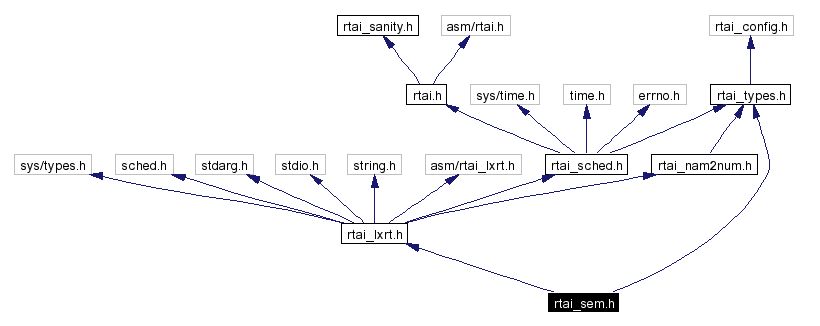 rtai_sanity.h
asm/rtai.h
rtai_config.h
rtai.h
sys/time.h
time.h
errno.h
rtai_types.h
sys/types.h
sched.h
stdarg.h
stdio.h
string.h
asm/rtai_lxrt.h
rtai_sched.h
rtai_nam2num.h
rtai_lxrt.h
rtai_sem.h